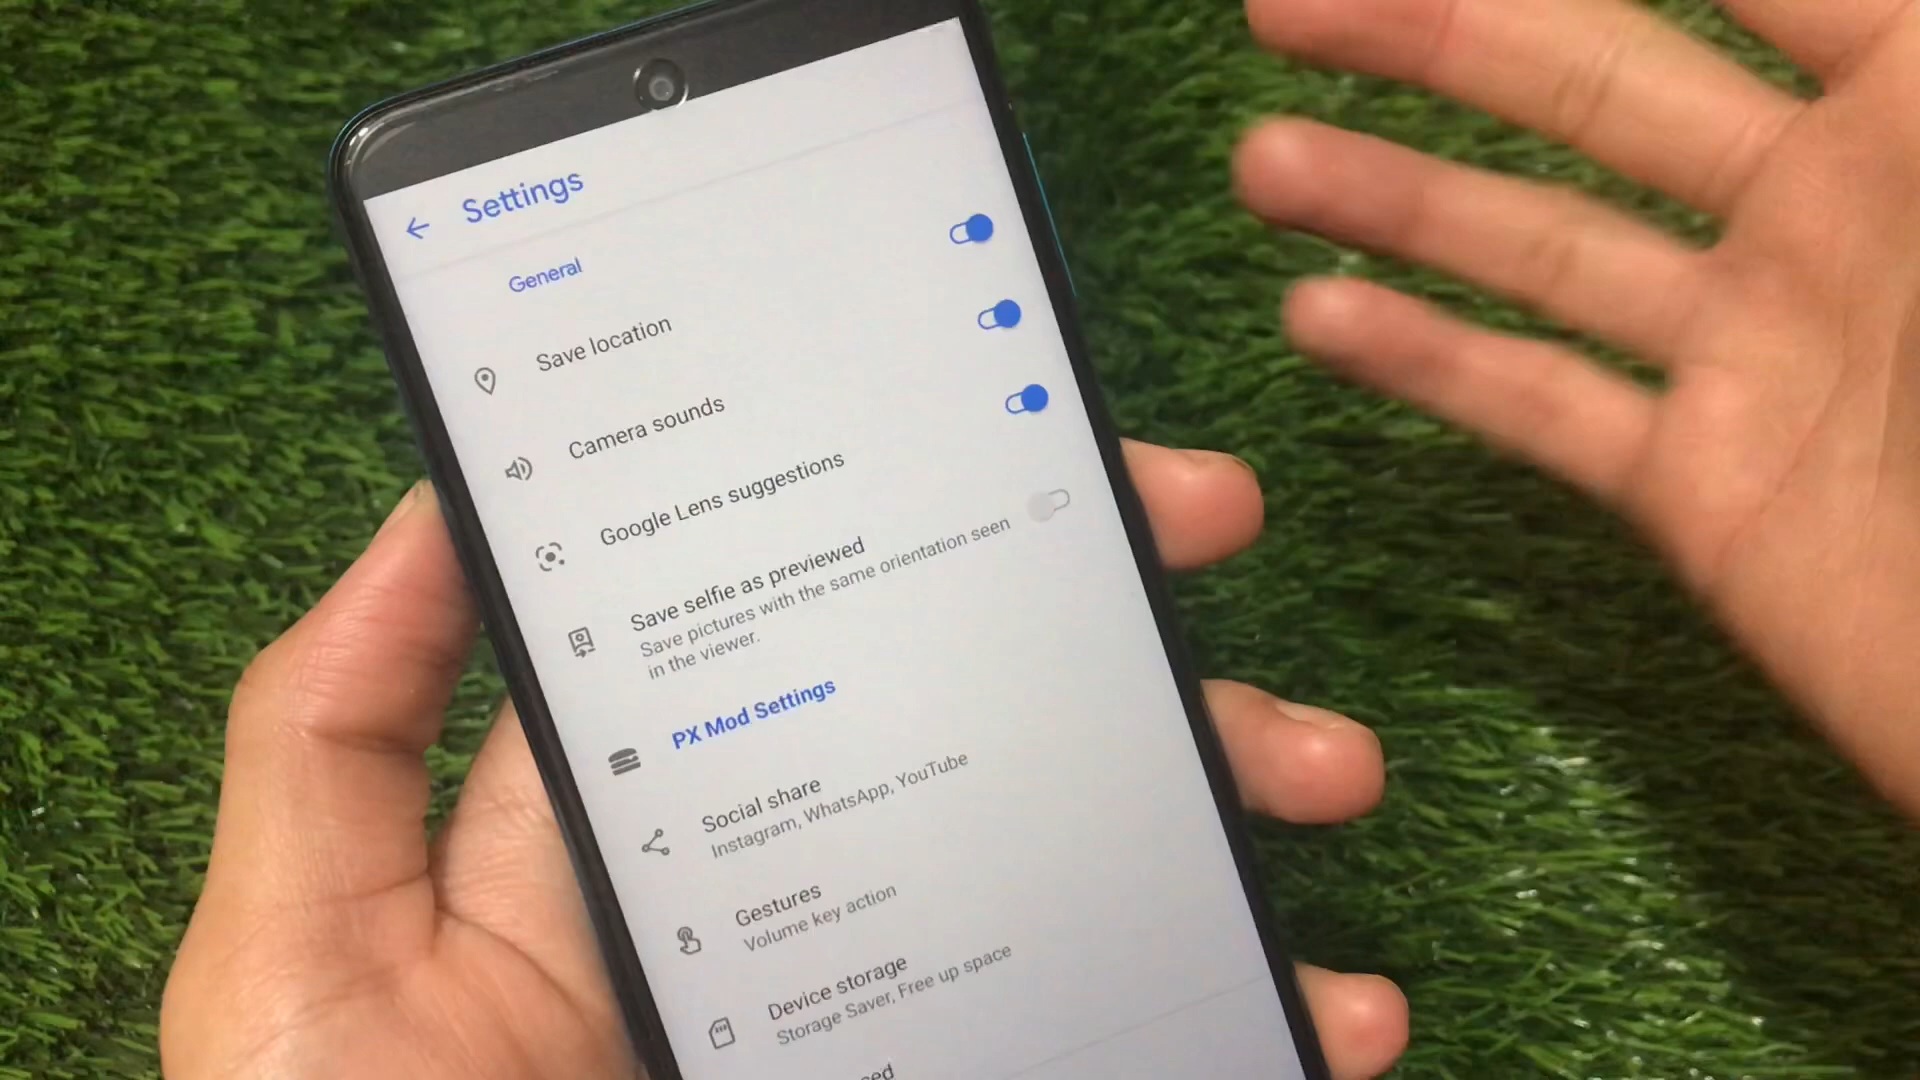 Settings
General
Save location
Camera sounds
Google Lens suggestions
Save selfie as previewed
Save pictures with the same orientation seen
in the viewer.
PX Mod Settings
Social share
Instagram, WhatsApp, YouTube
Gestures
Volume key action
Device storage
Storage Saver, Free up space